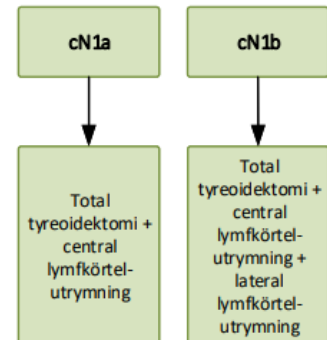 cN1a
cN1b
Total
tyreoidektomi +
central
lymfkörtel-
utrymning
Total
tyreoidektomi +
central
lymfkörtel-
utrymning +
lateral
lymfkörtel-
utrymning